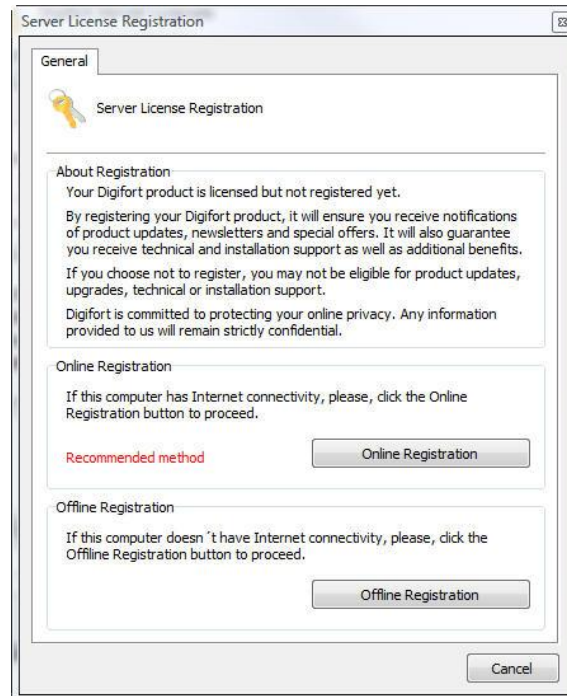 Server License Registration
General
Server License Registration
About Registration
Your Digifort product is licensed but not registered yet.
By registering your Digifort product, it will ensure you receive notifications
of product updates, newsletters and special offers. It will also guarantee
you receive technical and installation support as well as additional benefits.
If you choose not to register, you may not be eligible for product updates,
upgrades, technical or installation support.
Digifort is committed to protecting your online privacy. Any information
provided to us will remain strictly confidential.
Online Registration
If this computer has Internet connectivity, please, click the Online
Registration button to proceed.
Recommended method
Online Registration
Offline Registration
If this computer doesn´t have Internet connectivity, please, click the
Offiline Registration button to proceed.
Offline Registration
Cancel